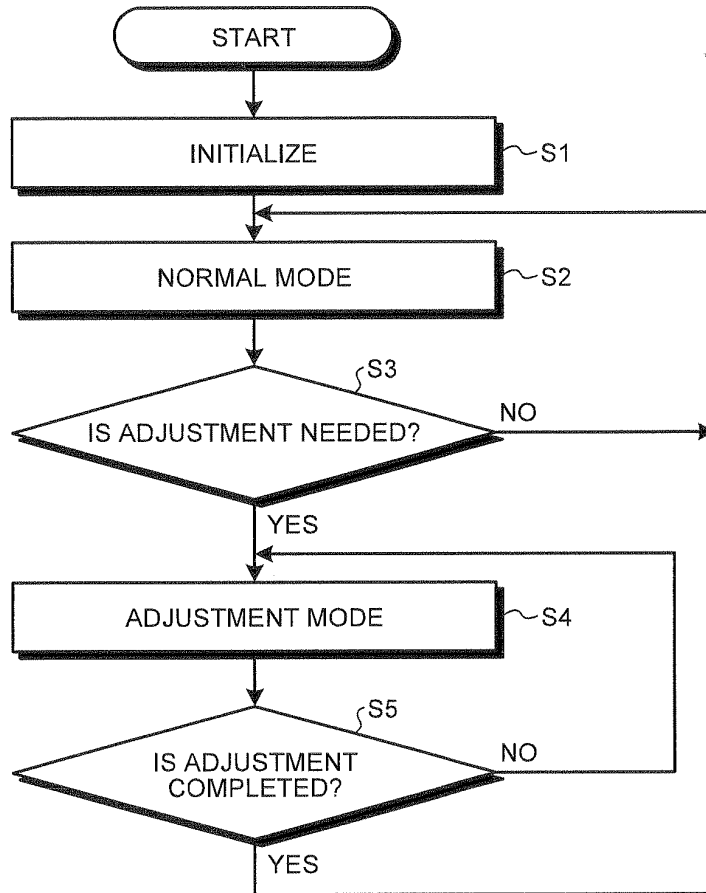 START
INITIALIZE
S1
NORMAL MODE
S2
S3
IS ADJUSTMENT NEEDED?
NO
YES
ADJUSTMENT MODE
S4
S5
IS ADJUSTMENT
COMPLETED?
NO
YES